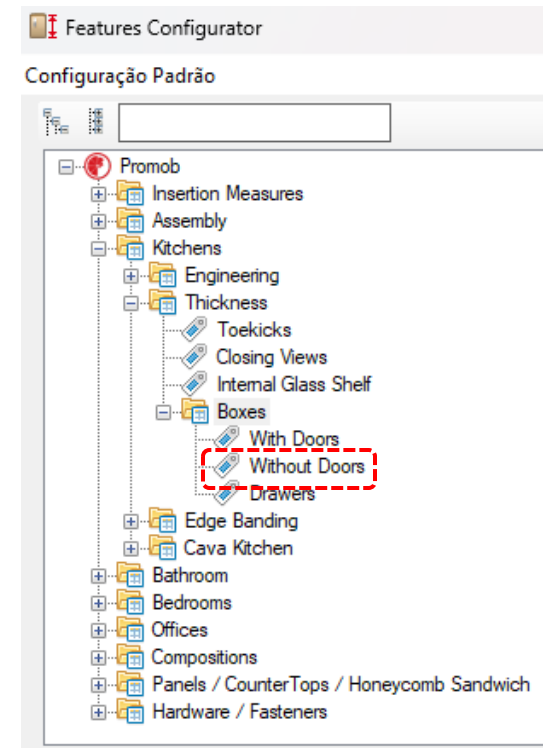 Features Configurator
Configuração Padrão
Promob
Insertion Measures
Assembly
Kitchens
Engineering
Thickness
Toekicks
Closing Views
Internal Glass Shelf
Boxes
With Doors
Without Doors
Drawers
Edge Banding
Cava Kitchen
Bathroom
Bedrooms
Offices
Compositions
Panels / CounterTops / Honeycomb Sandwich
Hardware / Fasteners